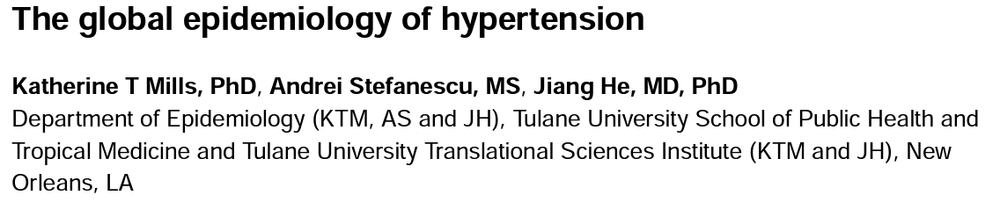 The global epidemiology of hypertension
Katherine T Mills, PhD, Andrei Stefanescu, MS, Jiang He, MD, PhD
Department of Epidemiology (KTM, AS and JH), Tulane University School of Public Health and
Tropical Medicine and Tulane University Translational Sciences Institute (KTM and JH), New
Orleans, LA